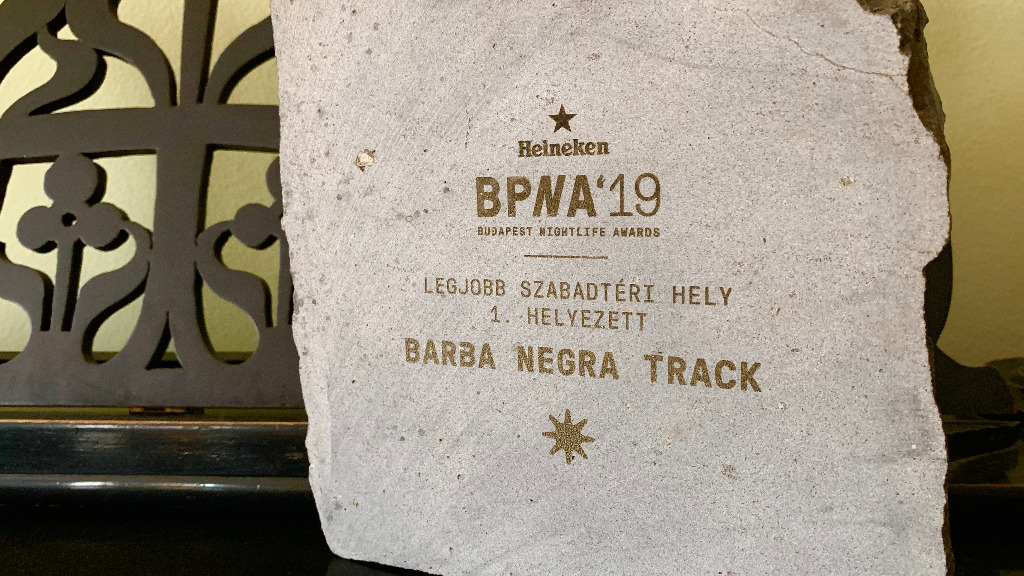 Heineken
BPNA'19
BUDAPEST NIGHTLIFE AWARDS
LEGJOBB SZABADTÉRI HELY
1. HELYEZETT
BARBA NEGRA TRACK